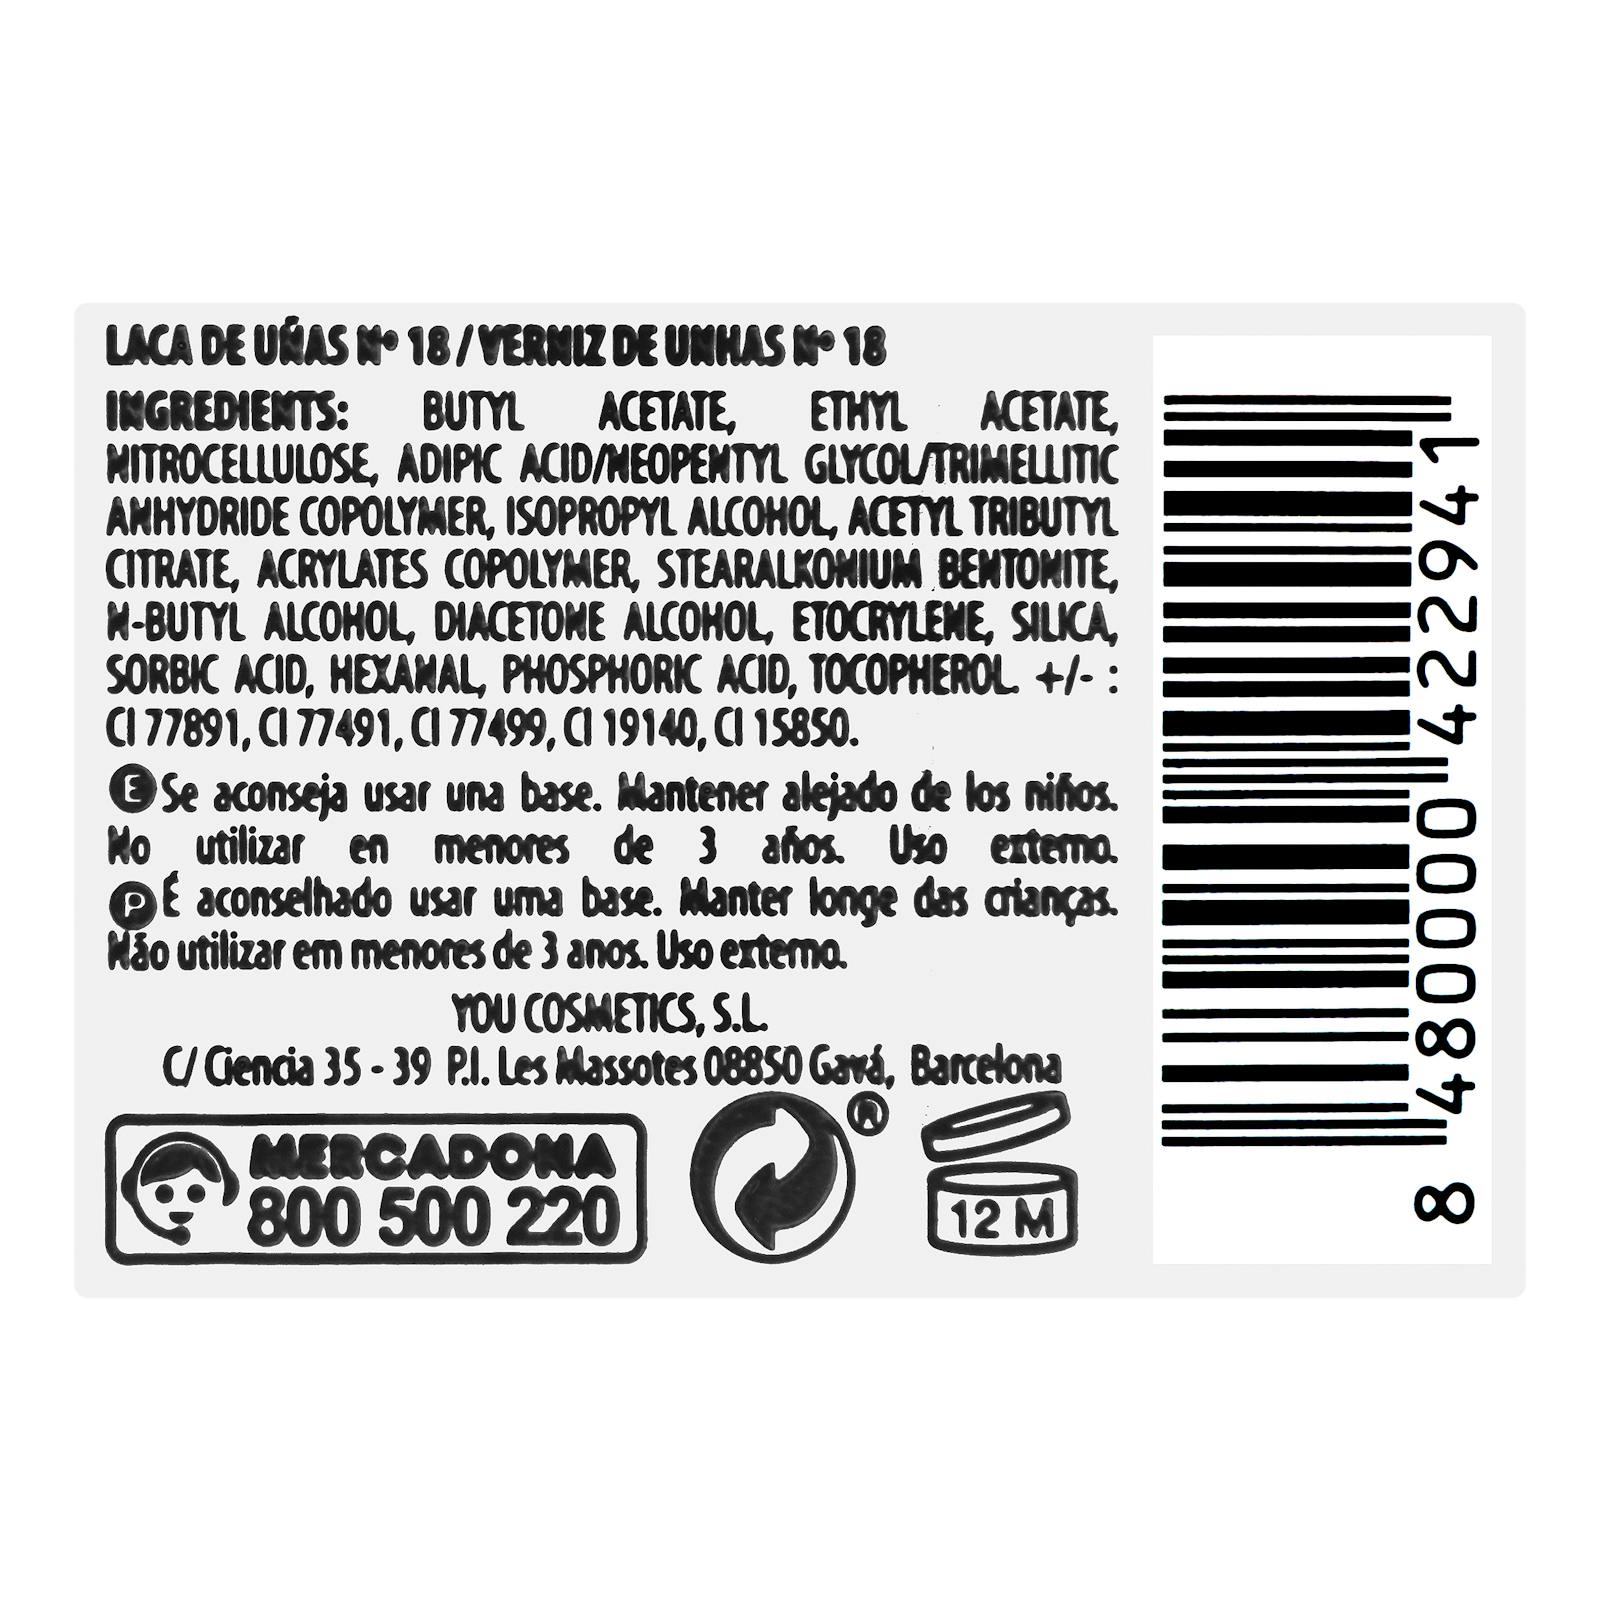 LACA DE UÑAS Nº 18 / VERNIZ DE UNHAS Nº 18
INGREDIENTS: BUTYL ACETATE, ETHYL ACETATE,
NITROCELLULOSE, ADIPIC ACID/NEOPENTYL GLYCOL/TRIMELLITIC
ANHYDRIDE COPOLYMER, ISOPROPYL ALCOHOL, ACETYL TRIBUTYL
CITRATE, ACRYLATES COPOLYMER, STEARALKONIUM BENTONITE,
N-BUTYL ALCOHOL, DIACETONE ALCOHOL, ETOCRYLENE, SILICA,
SORBIC ACID, HEXANAL, PHOSPHORIC ACID, TOCOPHEROL. +/- :
CI 77891, CI 77491, CI 77499, CI 19140, CI 15850.
E Se aconseja usar una base. Mantener alejado de los niños.
No utilizar en menores de 3 años. Uso externo.
P É aconselhado usar uma base. Manter longe das crianças.
Não utilizar em menores de 3 anos. Uso externo.
YOU COSMETICS, S.L.
C/ Ciencia 35 - 39 P.I. Les Massotes 08850 Gavá, Barcelona
MERCADONA
800 500 220
®
12 M
8 480000 422941